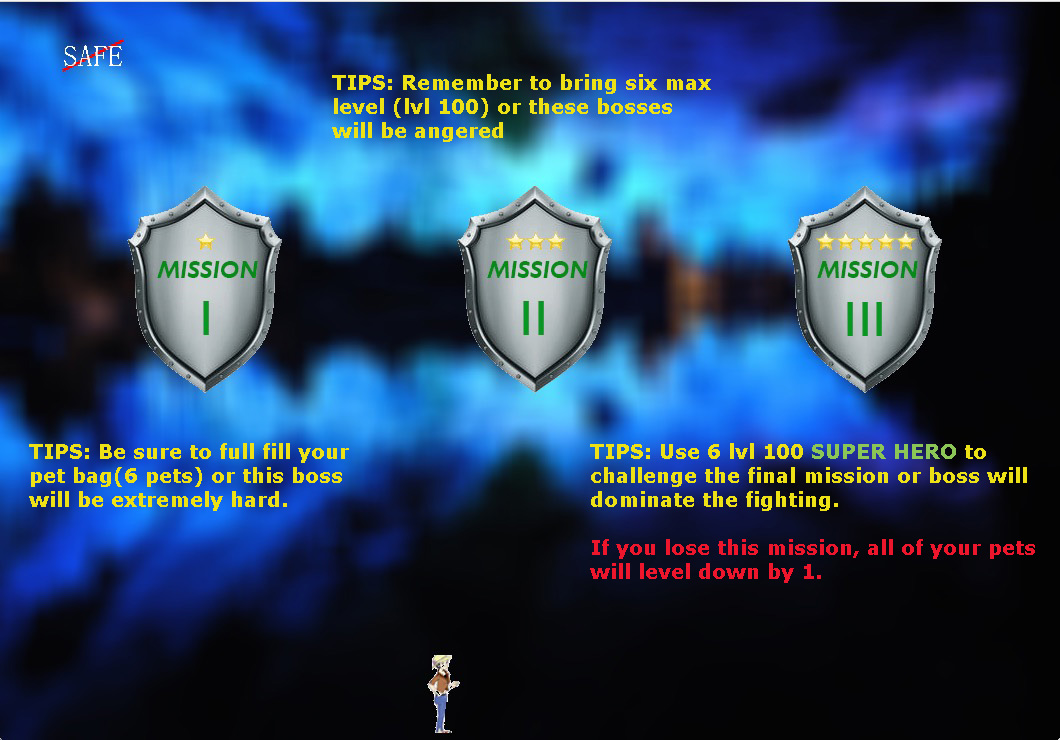 SAFE
TIPS: Remember to bring six max
level (lvl 100) or these bosses
will be angered
MISSION
I
MISSION
II
MISSION
III
TIPS: Be sure to full fill your
pet bag(6 pets) or this boss
will be extremely hard.
TIPS: Use 6 lvl 100 SUPER HERO to
challenge the final mission or boss will
dominate the fighting.
If you lose this mission, all of your pets
will level down by 1.